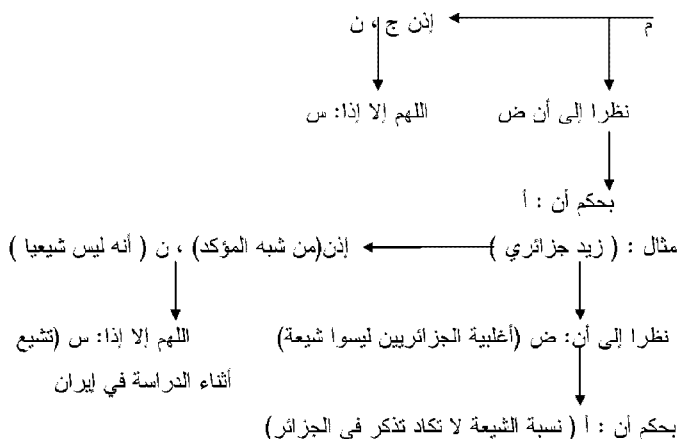 م إذن ج ، ن
نظرا إلى أن ض اللهم إلا إذا: س
بحكم أن : أ
مثال : ( زيد جزائري ) إذن(من شبه المؤكد) ، ن ( أنه ليس شيعيا )
نظرا إلى أن: ض (أغلبية الجزائريين ليسوا شيعة) اللهم إلا إذا: س (تشيع
أثناء الدراسة في إيران
بحكم أن : أ ( نسبة الشيعة لا تكاد تذكر في الجزائر)